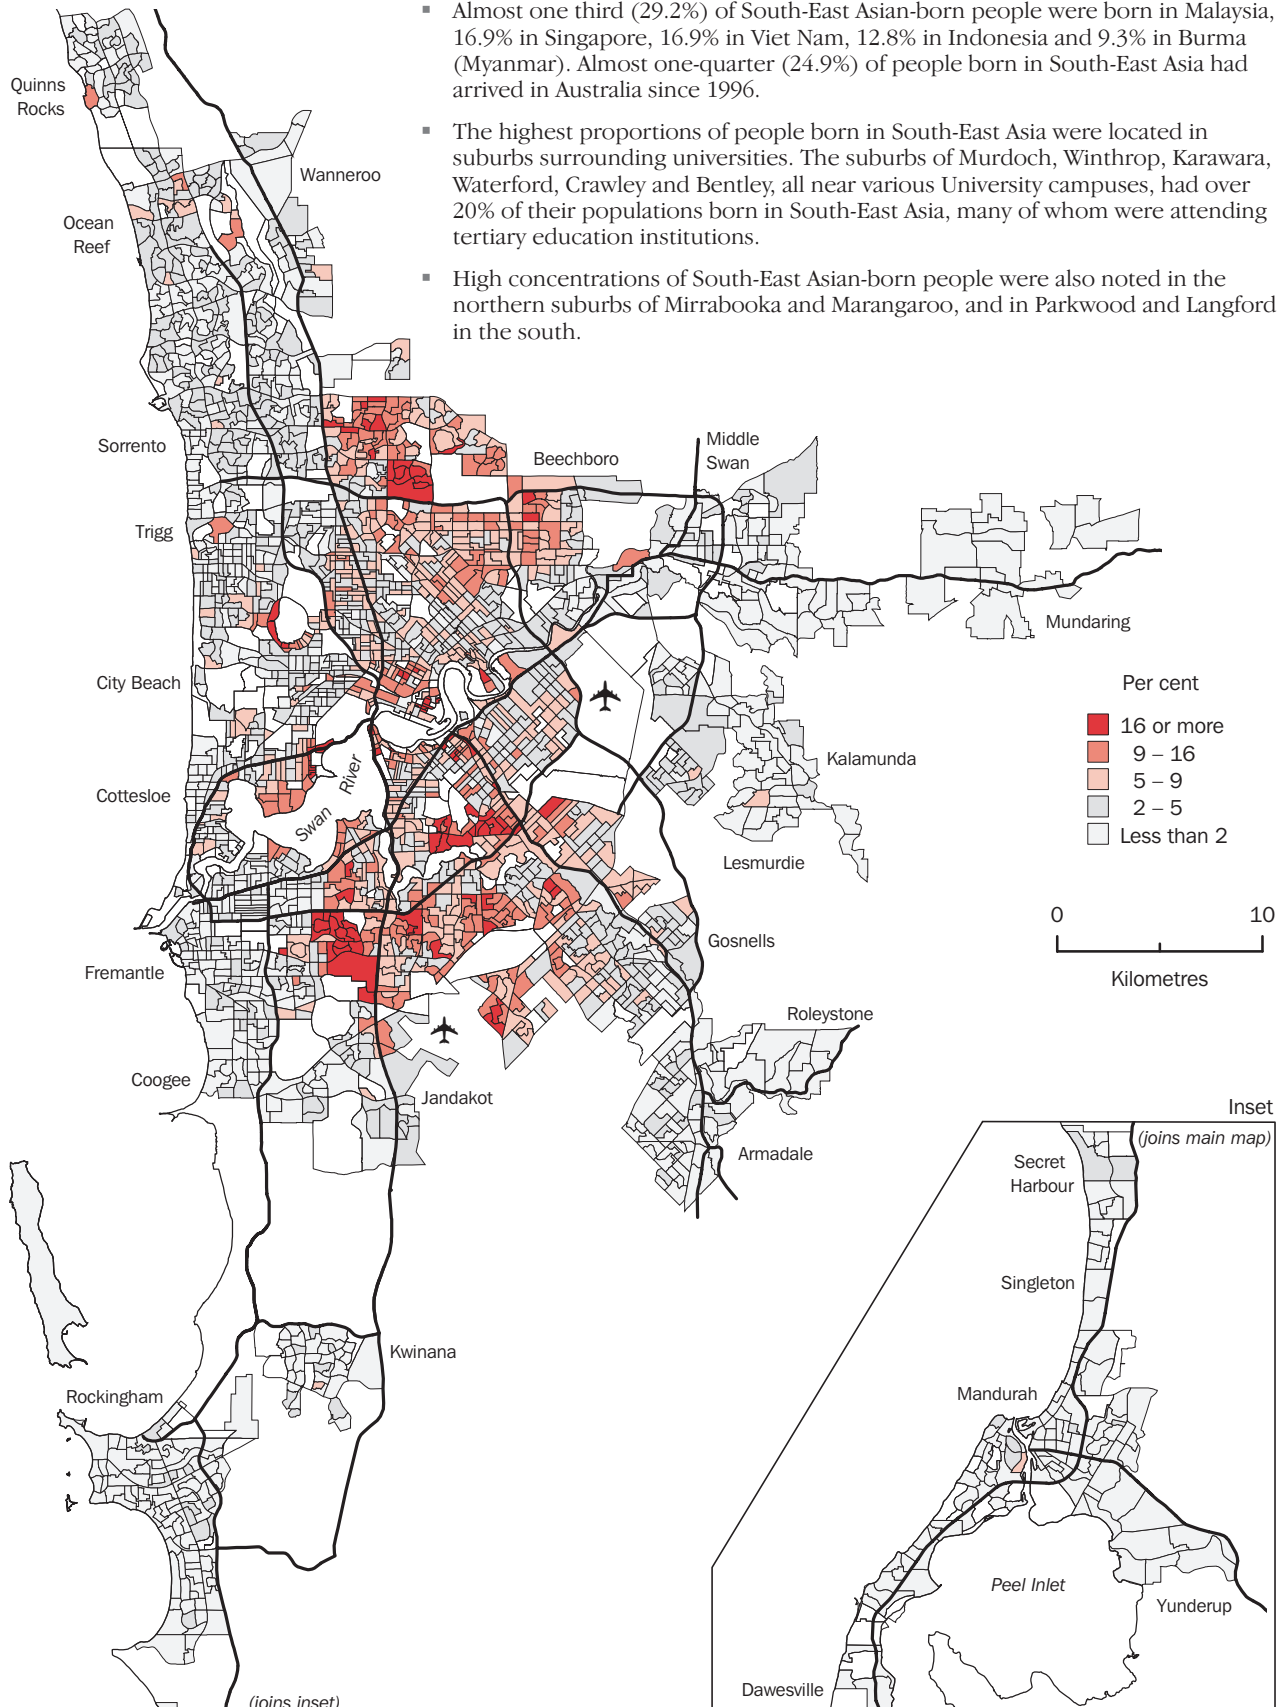 ▪ Almost one third (29.2%) of South-East Asian-born people were born in Malaysia,
16.9% in Singapore, 16.9% in Viet Nam, 12.8% in Indonesia and 9.3% in Burma
(Myanmar). Almost one-quarter (24.9%) of people born in South-East Asia had
arrived in Australia since 1996.
▪ The highest proportions of people born in South-East Asia were located in
suburbs surrounding universities. The suburbs of Murdoch, Winthrop, Karawara,
Waterford, Crawley and Bentley, all near various University campuses, had over
20% of their populations born in South-East Asia, many of whom were attending
tertiary education institutions.
▪ High concentrations of South-East Asian-born people were also noted in the
northern suburbs of Mirrabooka and Marangaroo, and in Parkwood and Langford
in the south.
Quinns
Rocks
Wanneroo
Ocean
Reef
Sorrento
Beechboro
Middle
Swan
Trigg
Mundaring
City Beach
Per cent
16 or more
9 – 16
5 – 9
2 – 5
Less than 2
Kalamunda
Cottesloe
Swan
River
Lesmurdie
0
10
Kilometres
Gosnells
Fremantle
Roleystone
Coogee
Jandakot
Armadale
Kwinana
Rockingham
(joins inset)
Inset
(joins main map)
Secret
Harbour
Singleton
Mandurah
Peel Inlet
Yunderup
Dawesville